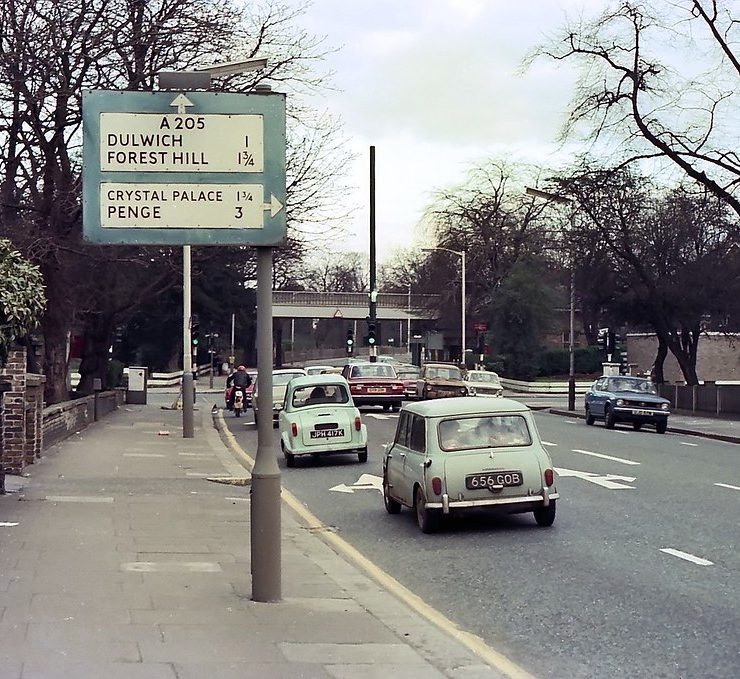 A 205
DULWICH 1
FOREST HILL 1¾
CRYSTAL PALACE 1¾
PENGE 3
JPH 417K
656 GOB